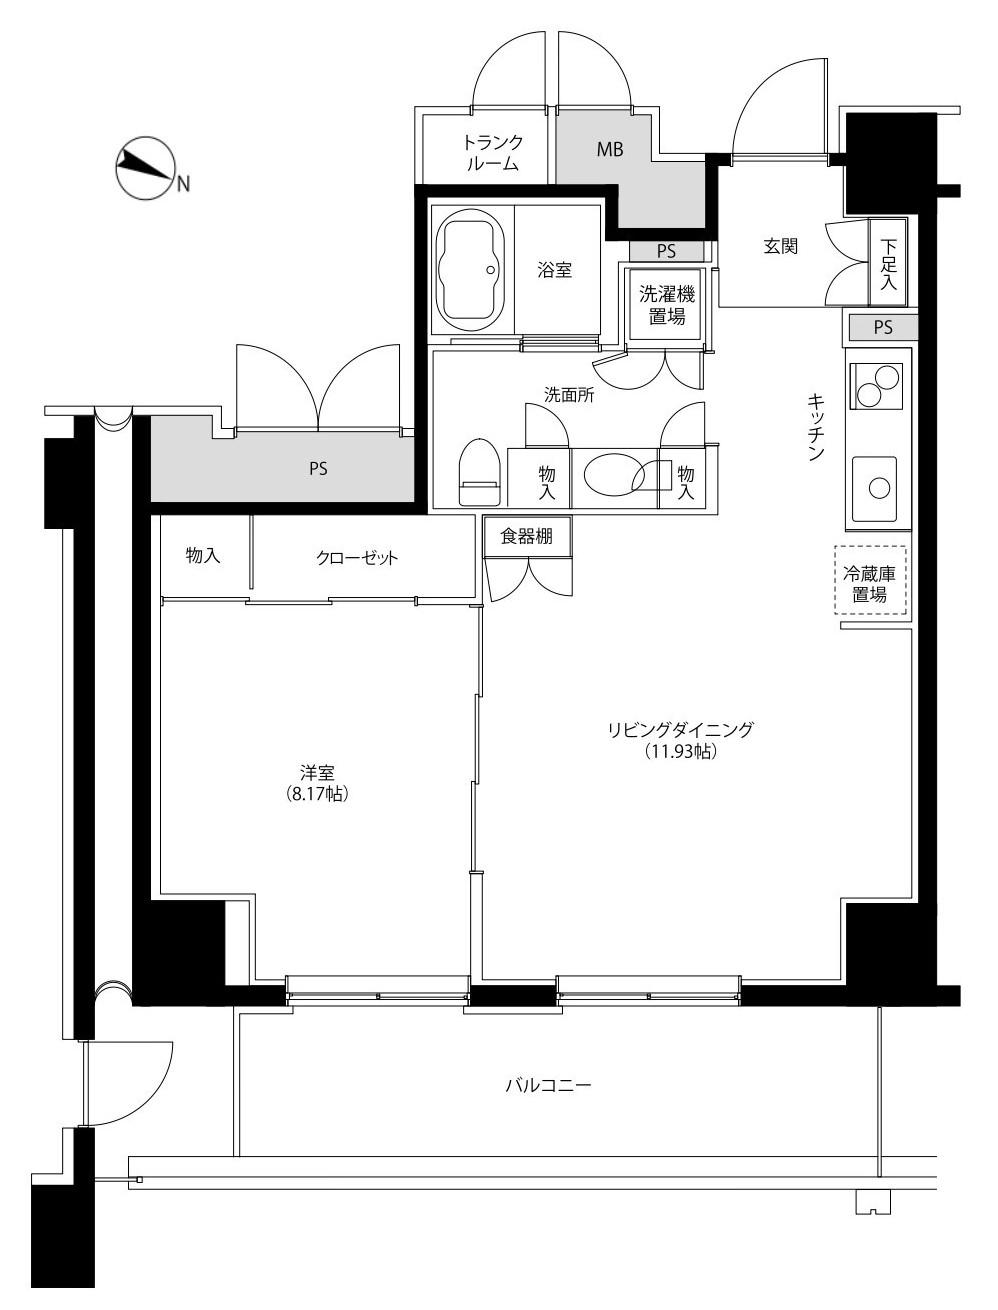 トランク
ルーム
MB
N
玄関
下足入
PS
浴室
洗濯機
置場
PS
洗面所
キッチン
PS
物入
物入
食器棚
物入
クローゼット
冷蔵庫
置場
リビングダイニング
(11.93帖)
洋室
(8.17帖)
バルコニー